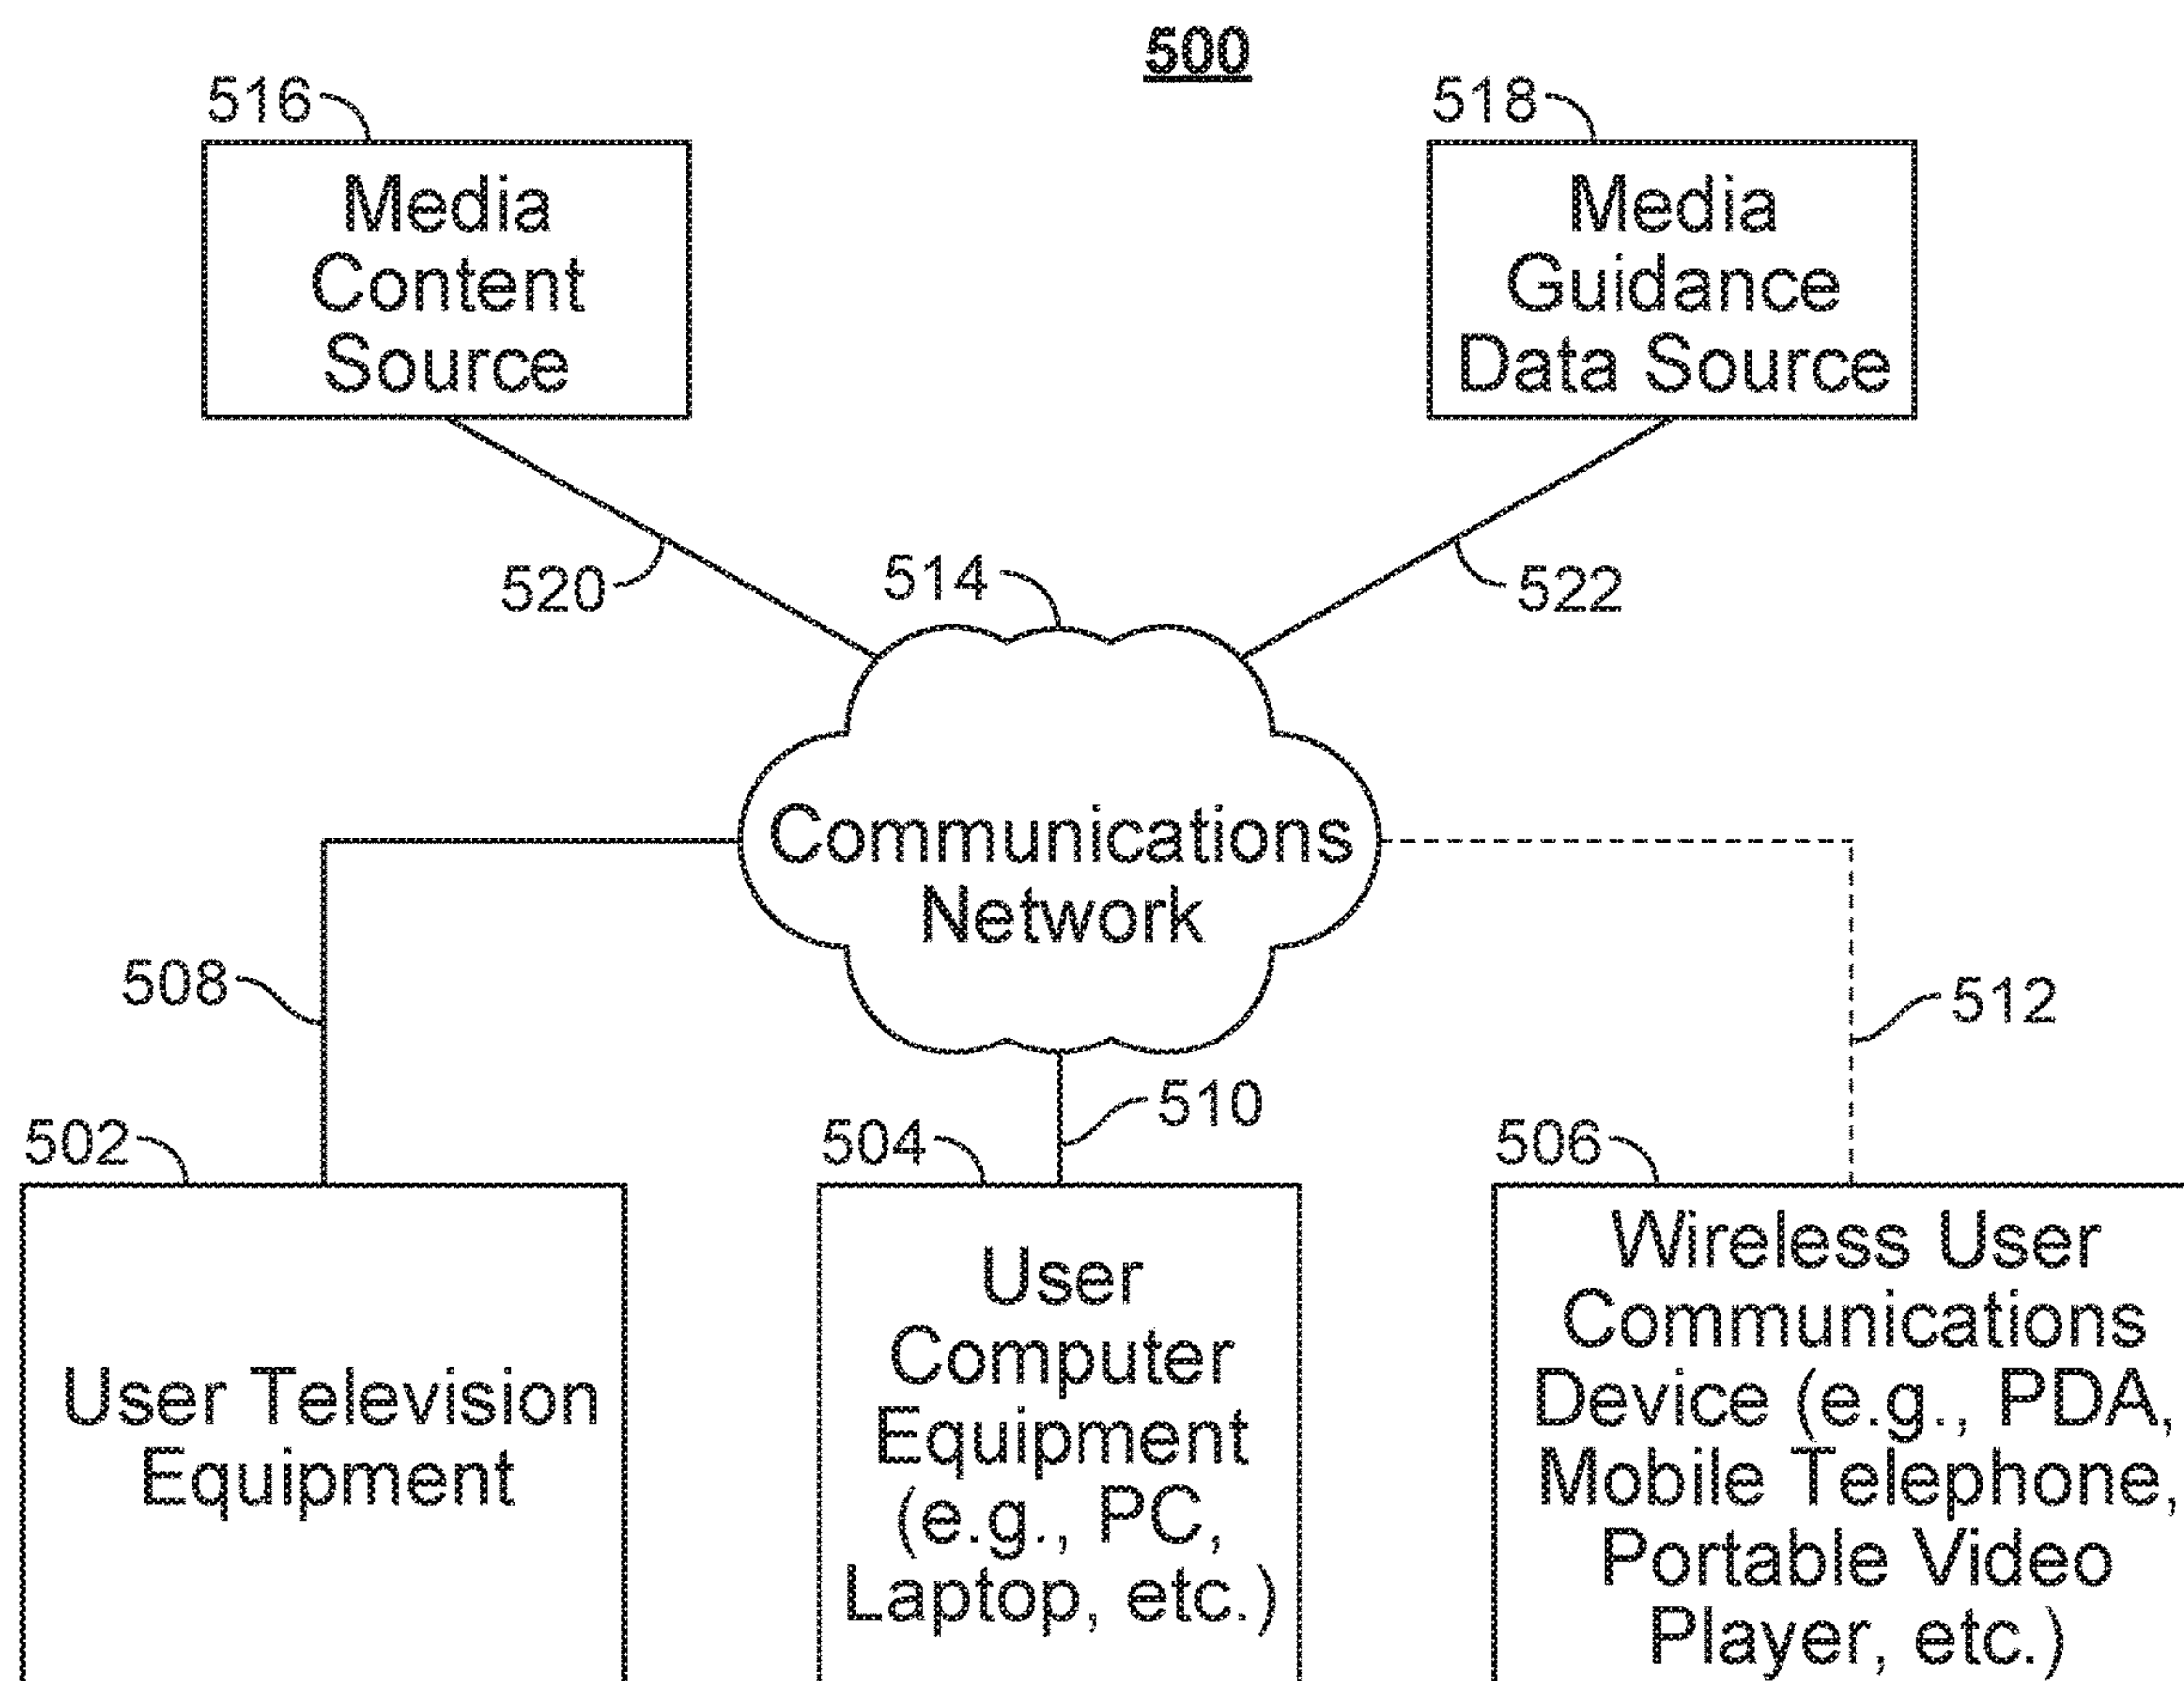 500
516
518
Media
Content
Source
Media
Guidance
Data Source
520
514
522
Communications
Network
508
512
510
502
504
506
User Television
Equipment
User
Computer
Equipment
(e.g., PC,
Laptop, etc.)
Wireless User
Communications
Device (e.g., PDA,
Mobile Telephone,
Portable Video
Player, etc.)